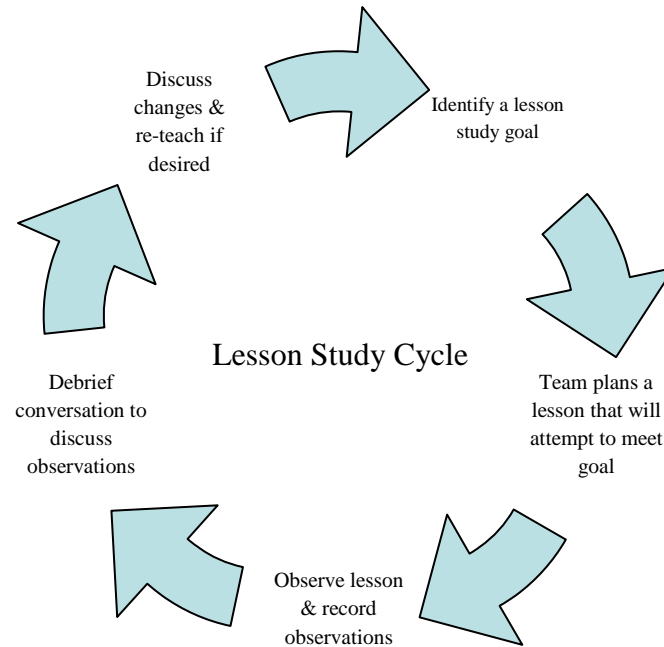 Discuss
changes &
re-teach if
desired
Identify a lesson
study goal
Lesson Study Cycle
Debrief
conversation to
discuss
observations
Team plans a
lesson that will
attempt to meet
goal
Observe lesson
& record
observations